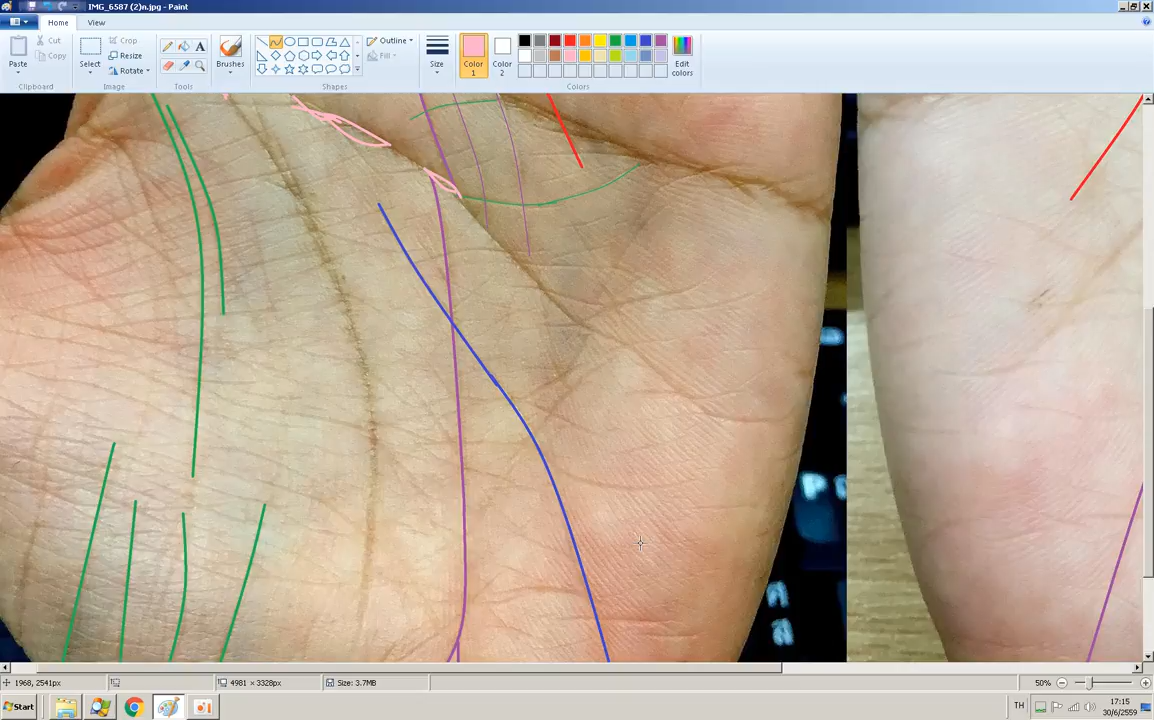 IMG_6587 (2)n.jpg - Paint
Home
View
Paste
Cut
Copy
Clipboard
Select
Crop
Resize
Rotate
Image
A
Tools
Brushes
Outline
Fill
Shapes
Size
Color
1
Color
2
Edit
colors
Colors
1968, 2541px
4981 × 3328px
Size: 3.7MB
50%
Start
TH
17:15
30/6/2559